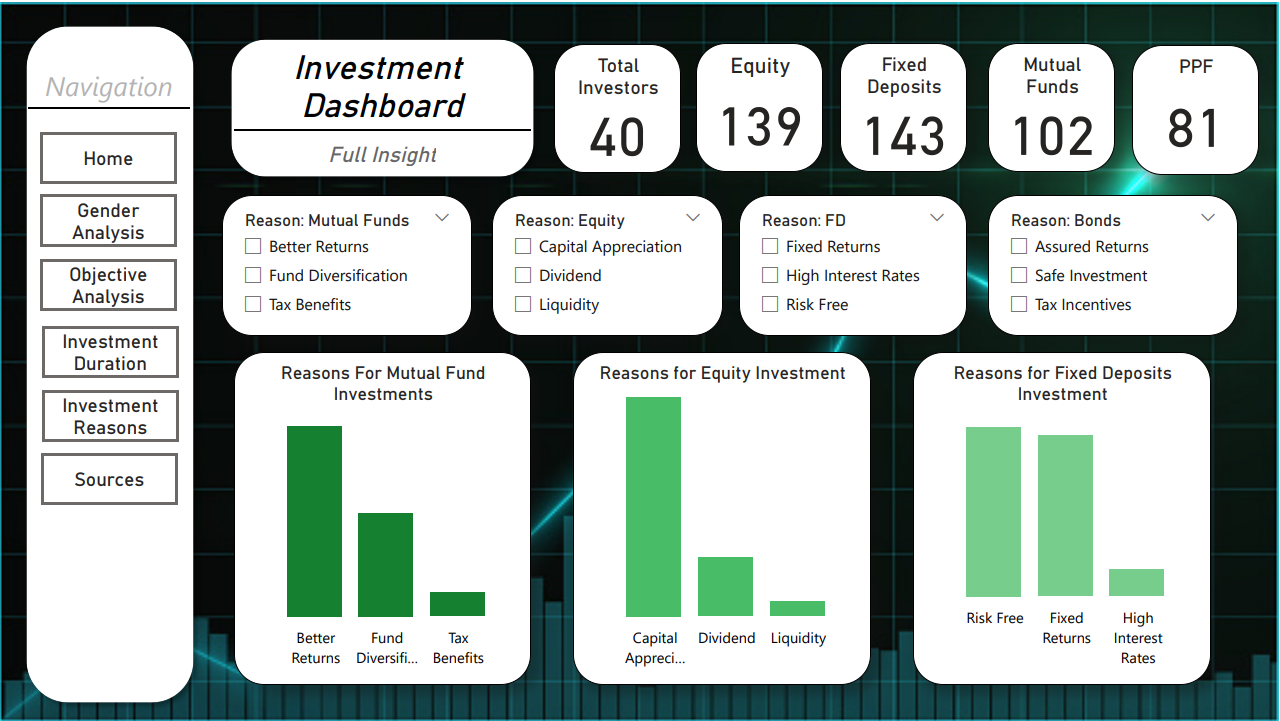 Navigation
Home
Gender
Analysis
Objective
Analysis
Investment
Duration
Investment
Reasons
Sources
Investment
Dashboard
Full Insight
Total
Investors
40
Equity
139
Fixed
Deposits
143
Mutual
Funds
102
PPF
81
Reason: Mutual Funds
Better Returns
Fund Diversification
Tax Benefits
Reason: Equity
Capital Appreciation
Dividend
Liquidity
Reason: FD
Fixed Returns
High Interest Rates
Risk Free
Reason: Bonds
Assured Returns
Safe Investment
Tax Incentives
Reasons For Mutual Fund
Investments
Better
Returns
Fund
Diversifi...
Tax
Benefits
Reasons for Equity Investment
Capital
Appreci...
Dividend
Liquidity
Reasons for Fixed Deposits
Investment
Risk Free
Fixed
Returns
High
Interest
Rates